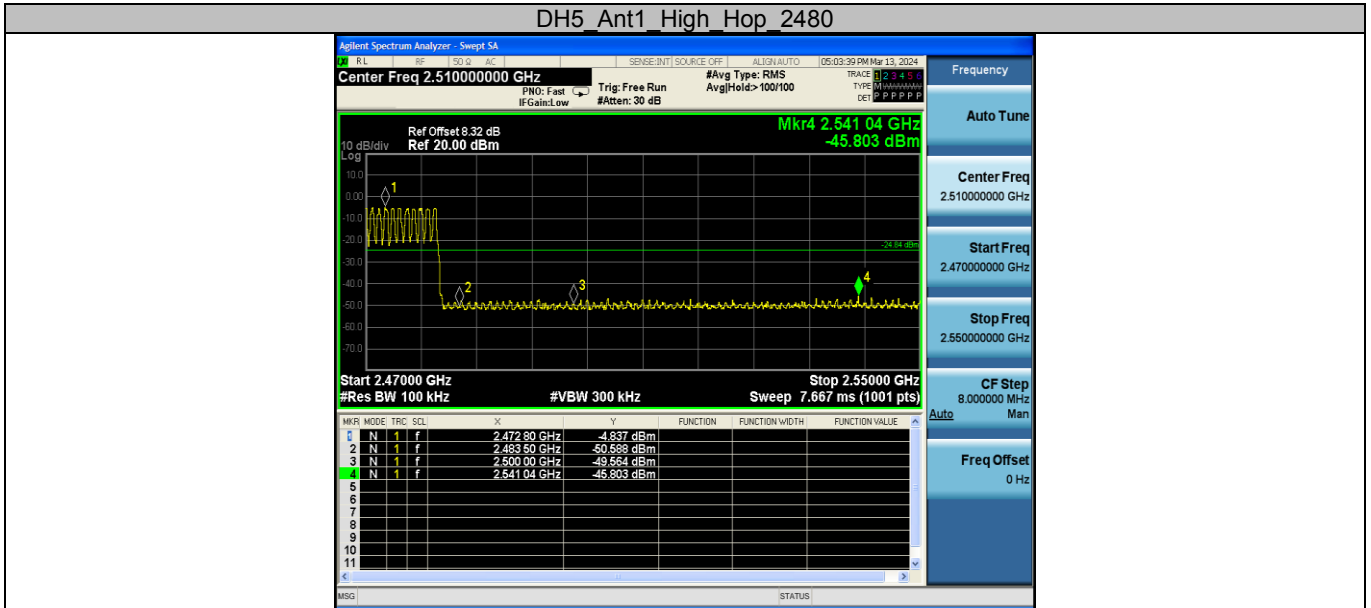 DH5_Ant1_High_Hop_2480
Agilent Spectrum Analyzer - Swept SA
RL RF 50 Ω AC SENSE:INT SOURCE OFF ALIGN AUTO 05:03:39 PM Mar 13, 2024
Center Freq 2.510000000 GHz
PNO: Fast
IFGain:Low
Trig: Free Run
#Atten: 30 dB
#Avg Type: RMS
Avg|Hold:> 100/100
TRACE 1 2 3 4 5 6
TYPE M
DET P P P P P P
Frequency
Mkr4 2.541 04 GHz
-45.803 dBm
Ref Offset 8.32 dB
10 dB/div Ref 20.00 dBm
Log
10.0
0.00
-10.0
-20.0
-30.0
-40.0
-50.0
-60.0
-70.0
1
2
3
4
-24.84 dBm
Start 2.47000 GHz Stop 2.55000 GHz
#Res BW 100 kHz #VBW 300 kHz Sweep 7.667 ms (1001 pts)
MKR MODE TRC SCL X Y FUNCTION FUNCTION WIDTH FUNCTION VALUE
1 N 1 f 2.472 80 GHz -4.837 dBm
2 N 1 f 2.483 50 GHz -50.588 dBm
3 N 1 f 2.500 00 GHz -49.564 dBm
4 N 1 f 2.541 04 GHz -45.803 dBm
5
6
7
8
9
10
11
MSG STATUS
Auto Tune
Center Freq
2.510000000 GHz
Start Freq
2.470000000 GHz
Stop Freq
2.550000000 GHz
CF Step
8.000000 MHz
Auto Man
Freq Offset
0 Hz